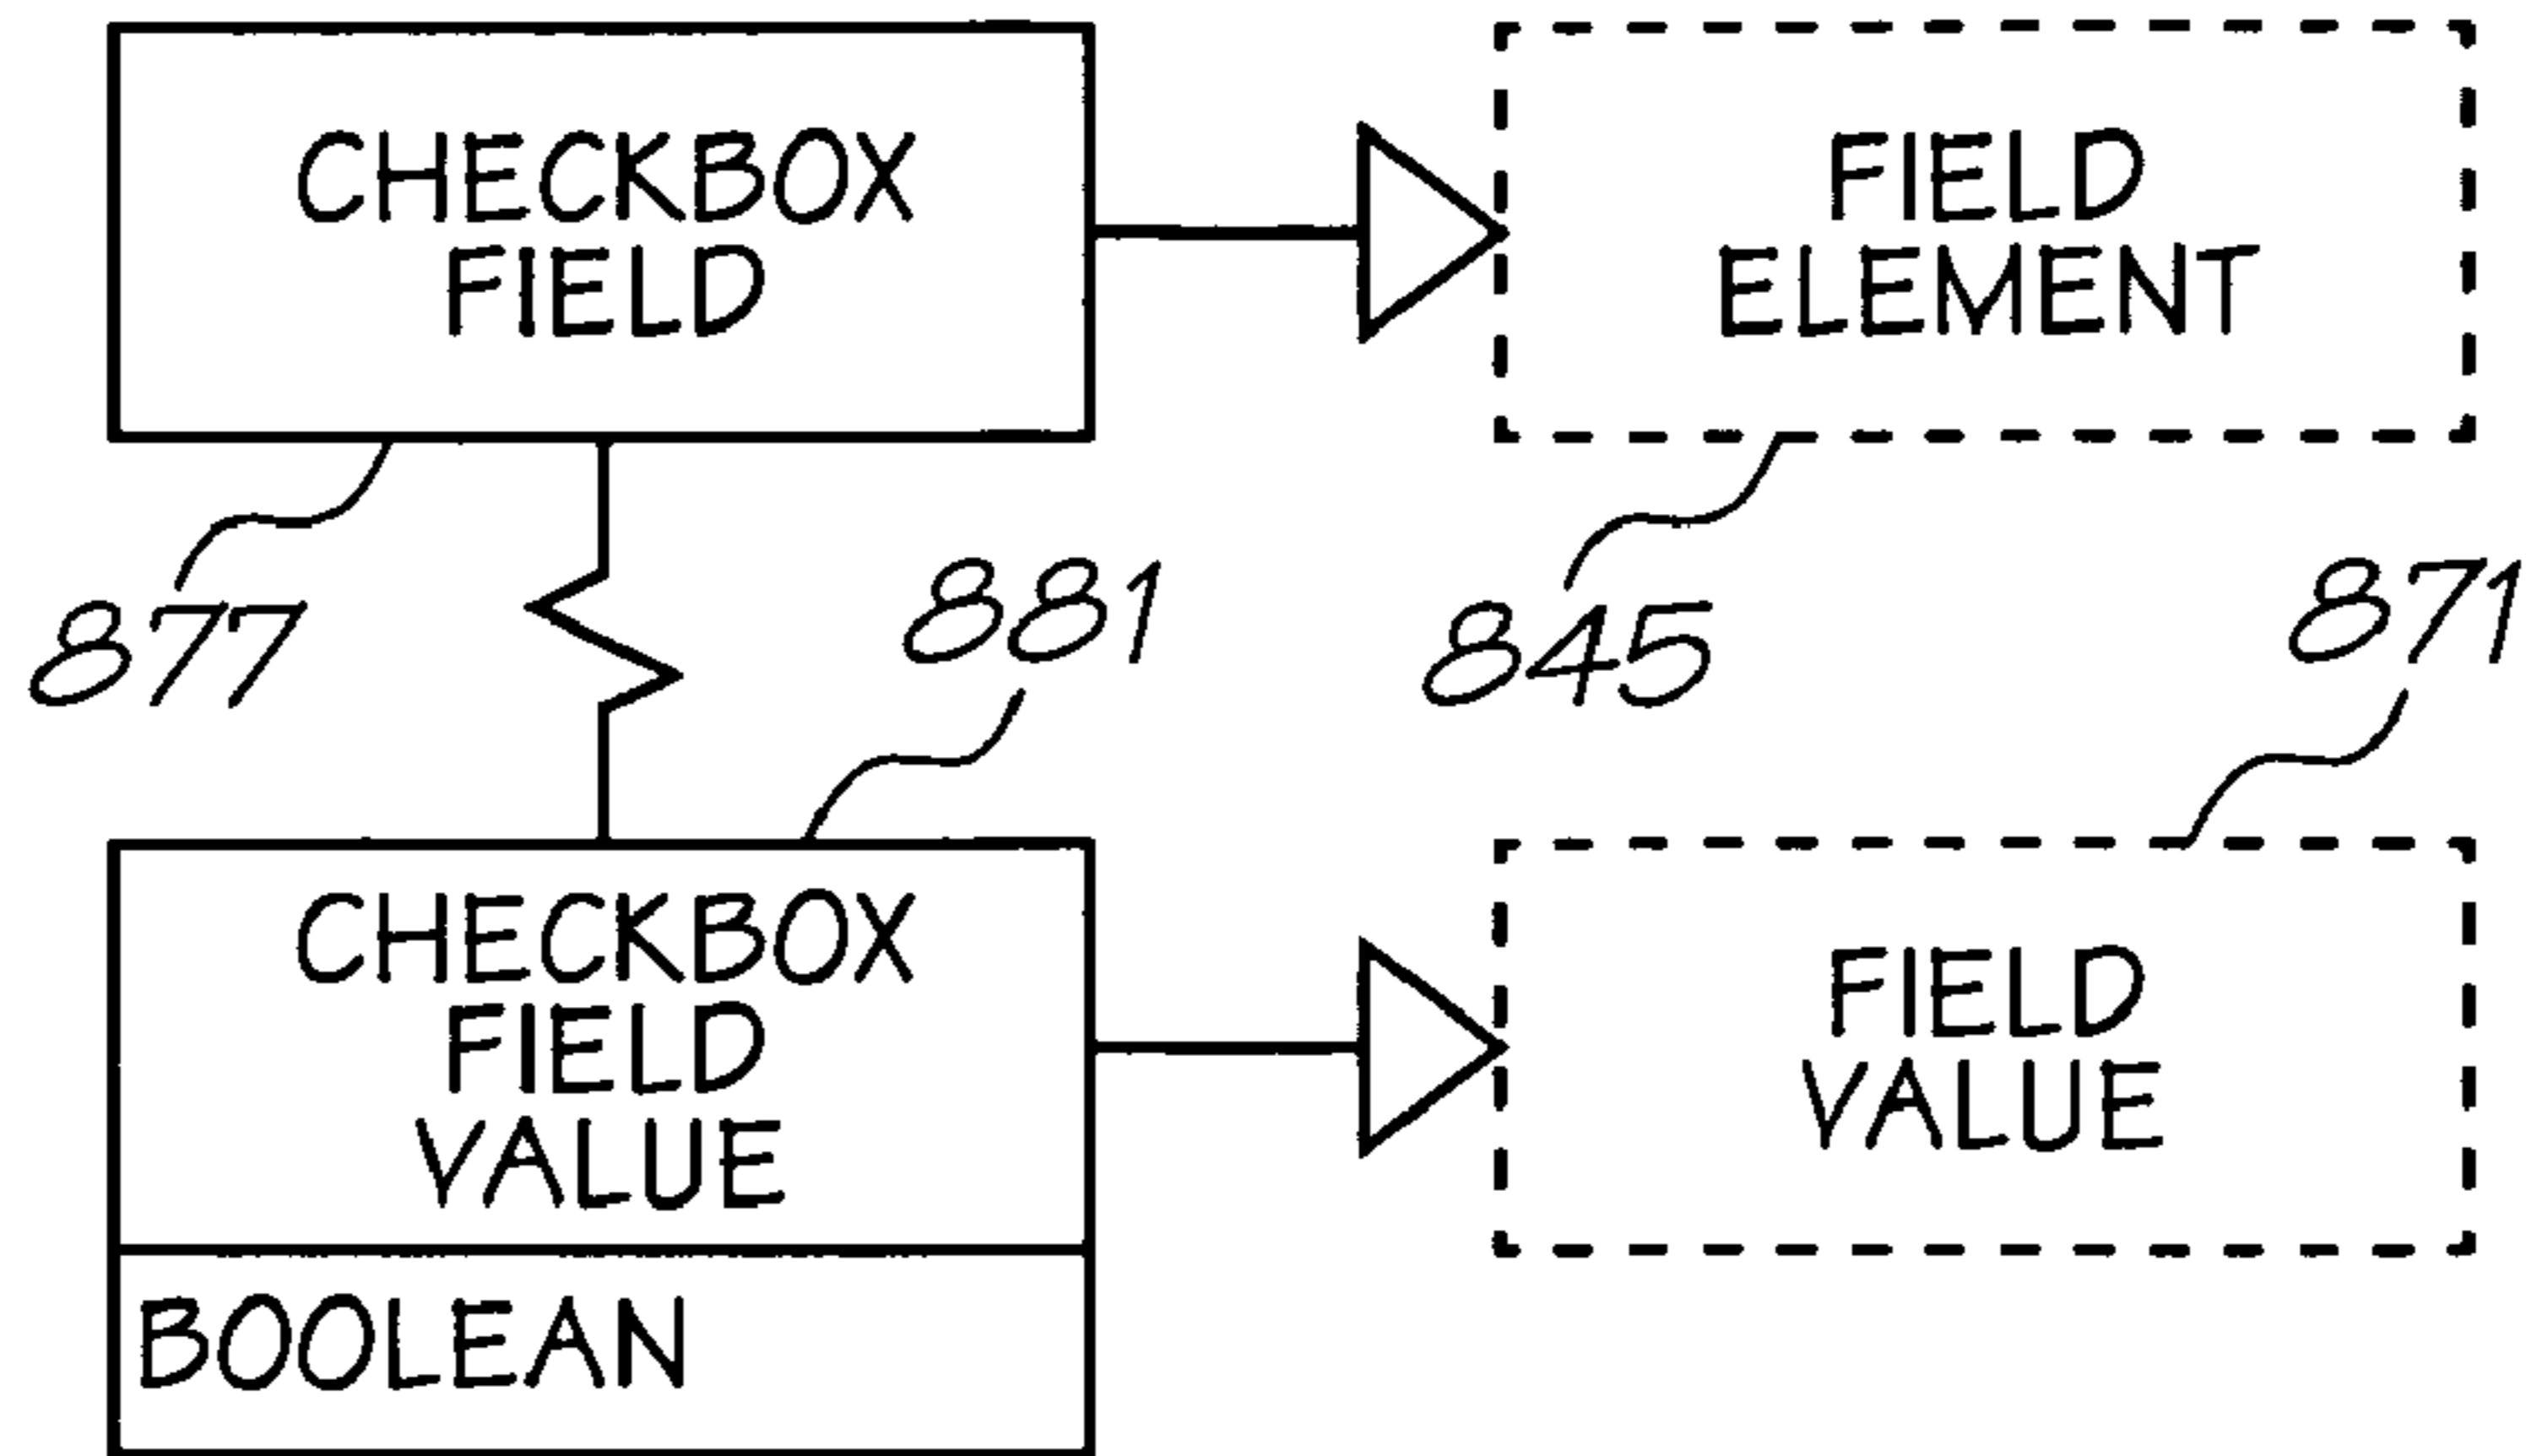 CHECKBOX
FIELD
FIELD
ELEMENT
877
881
845
871
CHECKBOX
FIELD
VALUE
BOOLEAN
FIELD
VALUE